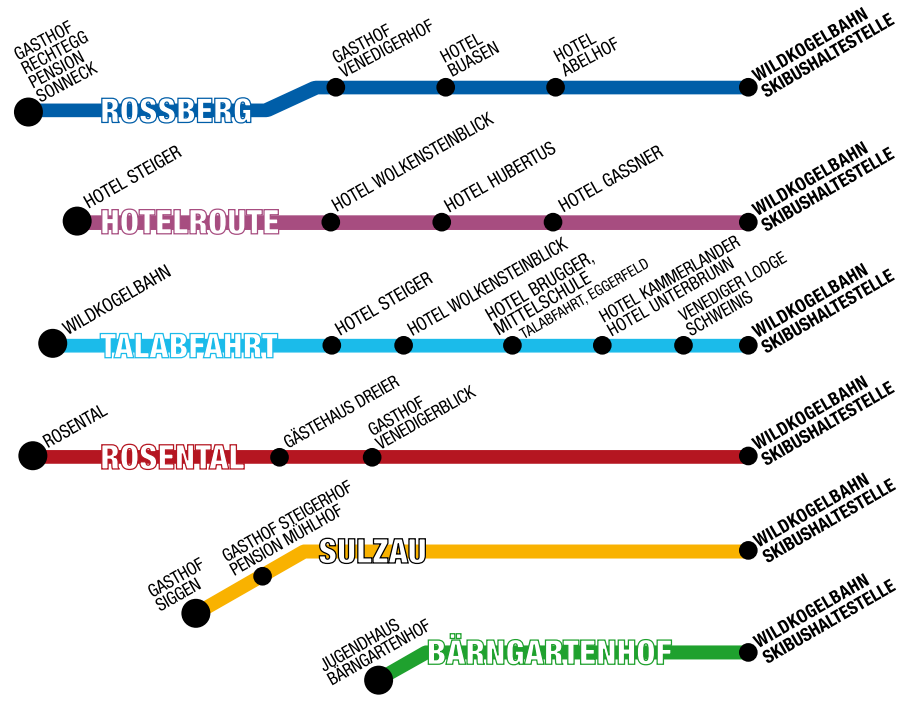 GASTHOF
RECHTEGG
PENSION
SONNECK
ROSSBERG
GASTHOF
VENEDIGERHOF
HOTEL
BUASEN
HOTEL
ABELHOF
WILDKOGELBAHN
SKIBUSHALTESTELLE
HOTEL STEIGER
HOTELROUTE
HOTEL WOLKENSTEINBLICK
HOTEL HUBERTUS
HOTEL GASSNER
WILDKOGELBAHN
SKIBUSHALTESTELLE
WILDKOGELBAHN
TALABFAHRT
HOTEL STEIGER
HOTEL WOLKENSTEINBLICK
HOTEL BRUGGER,
MITTELSCHULE
TALABFAHRT, EGGERFELD
HOTEL KAMMERLANDER
HOTEL UNTERBRUNN
VENEDIGER LODGE
SCHWEINIS
WILDKOGELBAHN
SKIBUSHALTESTELLE
ROSENTAL
ROSENTAL
GÄSTEHAUS DREIER
GASTHOF
VENEDIGERBLICK
WILDKOGELBAHN
SKIBUSHALTESTELLE
GASTHOF
SIGGEN
GASTHOF STEIGERHOF
PENSION MÜHLHOF
SULZAU
WILDKOGELBAHN
SKIBUSHALTESTELLE
JUGENDHAUS
BÄRNGARTENHOF
BÄRNGARTENHOF
WILDKOGELBAHN
SKIBUSHALTESTELLE